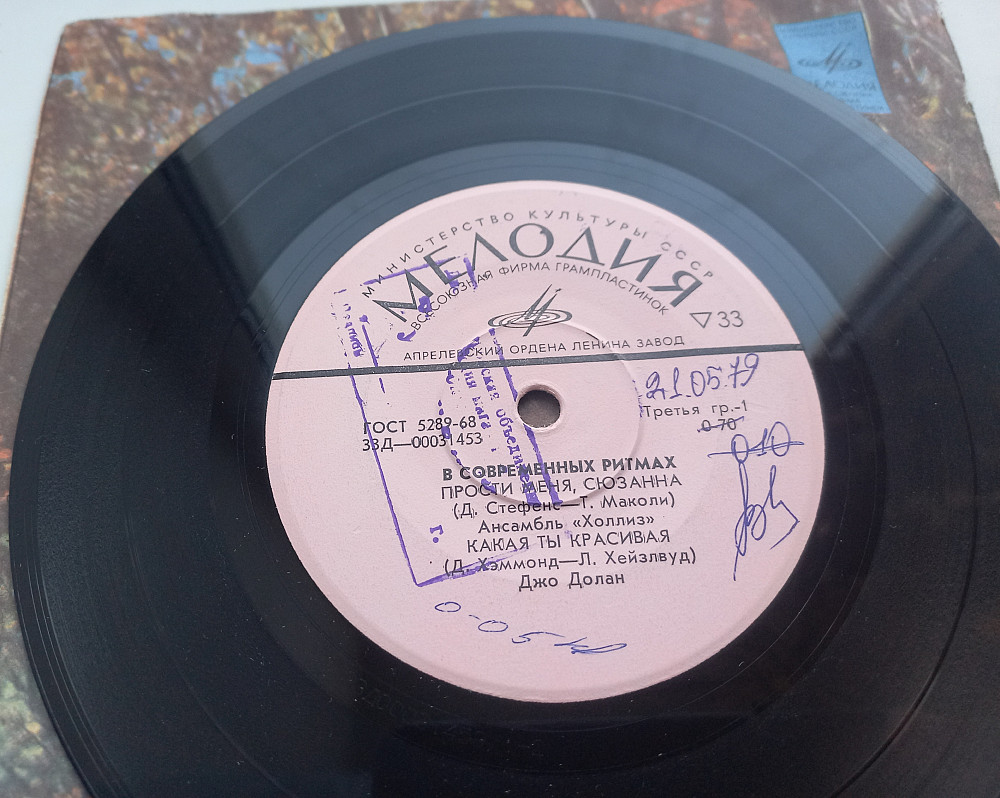 МИНИСТЕРСТВО КУЛЬТУРЫ СССР
МЕЛОДИЯ
ВСЕСОЮЗНАЯ ФИРМА ГРАМПЛАСТИНОК
33
АПРЕЛЕВСКИЙ ОРДЕНА ЛЕНИНА ЗАВОД
21.05.79
ГОСТ 5289-68
Третья гр.-1
33Д—00031453
0-70
010
В СОВРЕМЕННЫХ РИТМАХ
ПРОСТИ МЕНЯ, СЮЗАННА
(Д. Стефенс—Т. Маколи)
Ансамбль «Холлиз»
КАКАЯ ТЫ КРАСИВАЯ
(Д. Хэммонд—Л. Хейзлвуд)
Джо Долан
г.